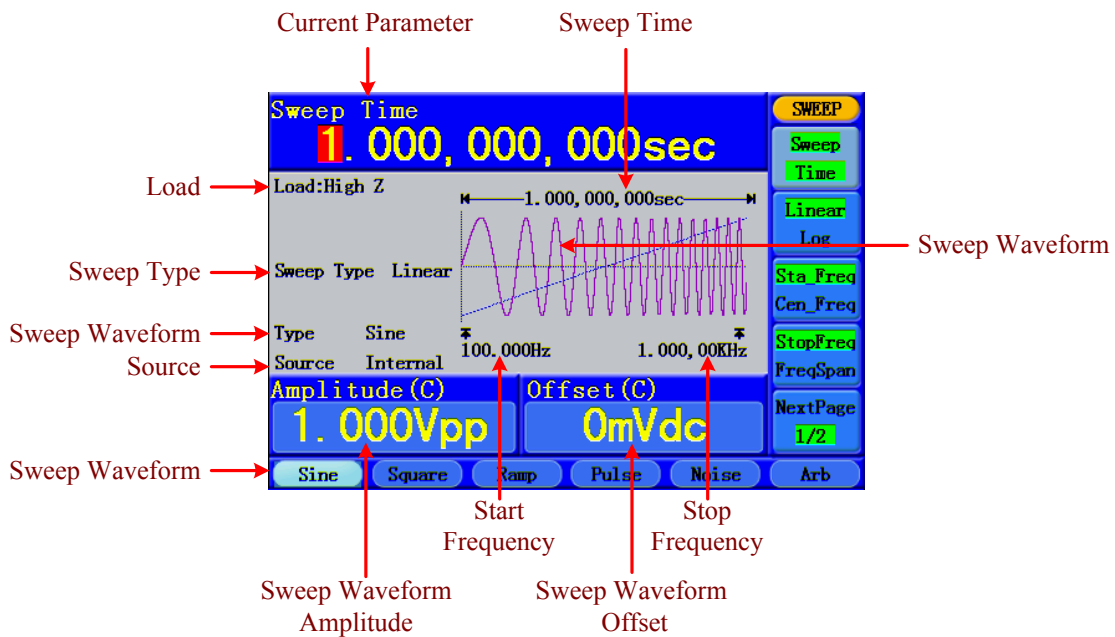 Current Parameter
Sweep Time
Sweep Time
1.000,000,000sec
SWEEP
Sweep
Time
Load
Load:High Z
1.000,000,000sec
Linear
Log
Sweep Waveform
Sweep Type
Sweep Type Linear
Sta_Freq
Cen_Freq
Sweep Waveform
Type Sine
Source
Source Internal
100.000Hz
1.000,00KHz
StopFreq
FreqSpan
Amplitude(C)
1.000Vpp
Offset(C)
0mVdc
NextPage
1/2
Sweep Waveform
Sine
Square
Ramp
Pulse
Noise
Arb
Start
Frequency
Stop
Frequency
Sweep Waveform
Amplitude
Sweep Waveform
Offset